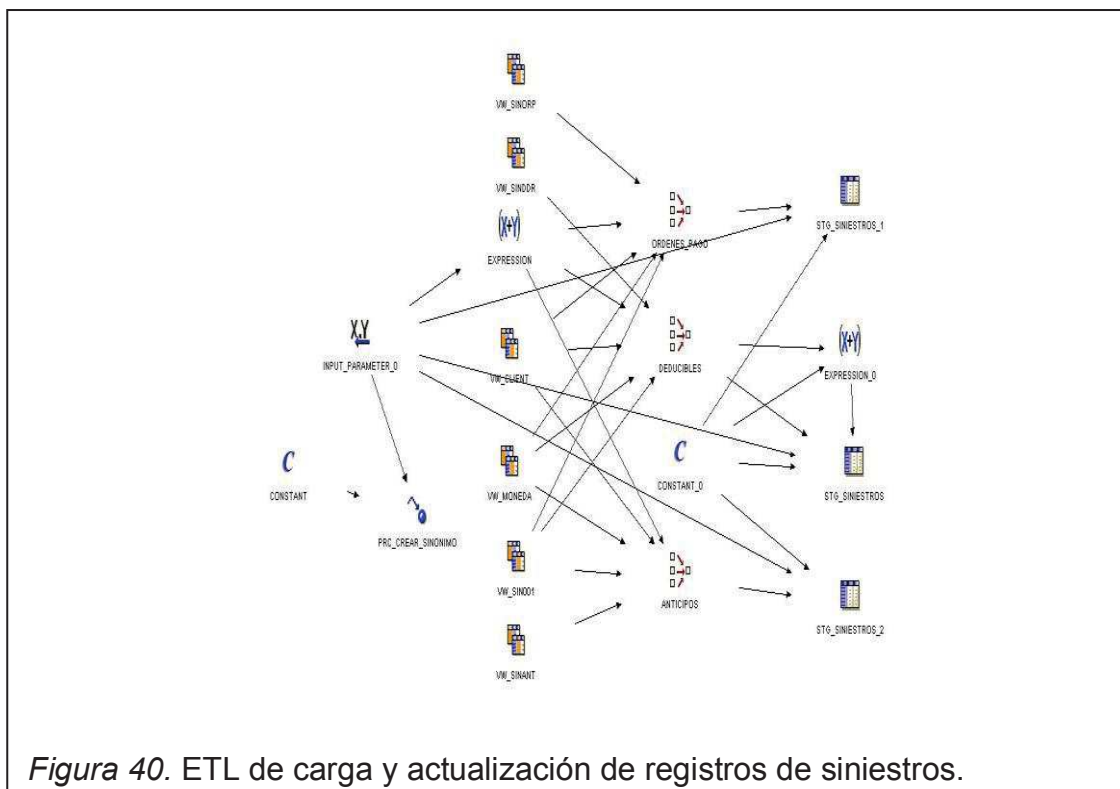 VW_SINORP
VW_SINDDR
(X+Y)
EXPRESSION
X,Y
INPUT_PARAMETER_0
C
CONSTANT
PRC_CREAR_SINONIMO
VW_CLIENT
VW_MONEDA
VW_SIN001
VW_SINANT
ORDENES_PAGO
DEDUCIBLES
C
CONSTANT_0
ANTICIPOS
STG_SINIESTROS_1
(X+Y)
EXPRESSION_0
STG_SINIESTROS
STG_SINIESTROS_2
Figura 40. ETL de carga y actualización de registros de siniestros.